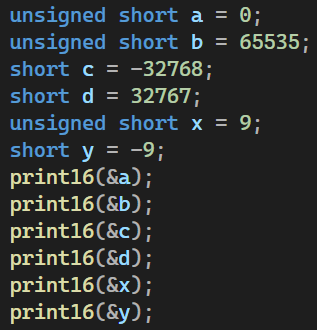 unsigned short a = 0;
unsigned short b = 65535;
short c = -32768;
short d = 32767;
unsigned short x = 9;
short y = -9;
print16(&a);
print16(&b);
print16(&c);
print16(&d);
print16(&x);
print16(&y);